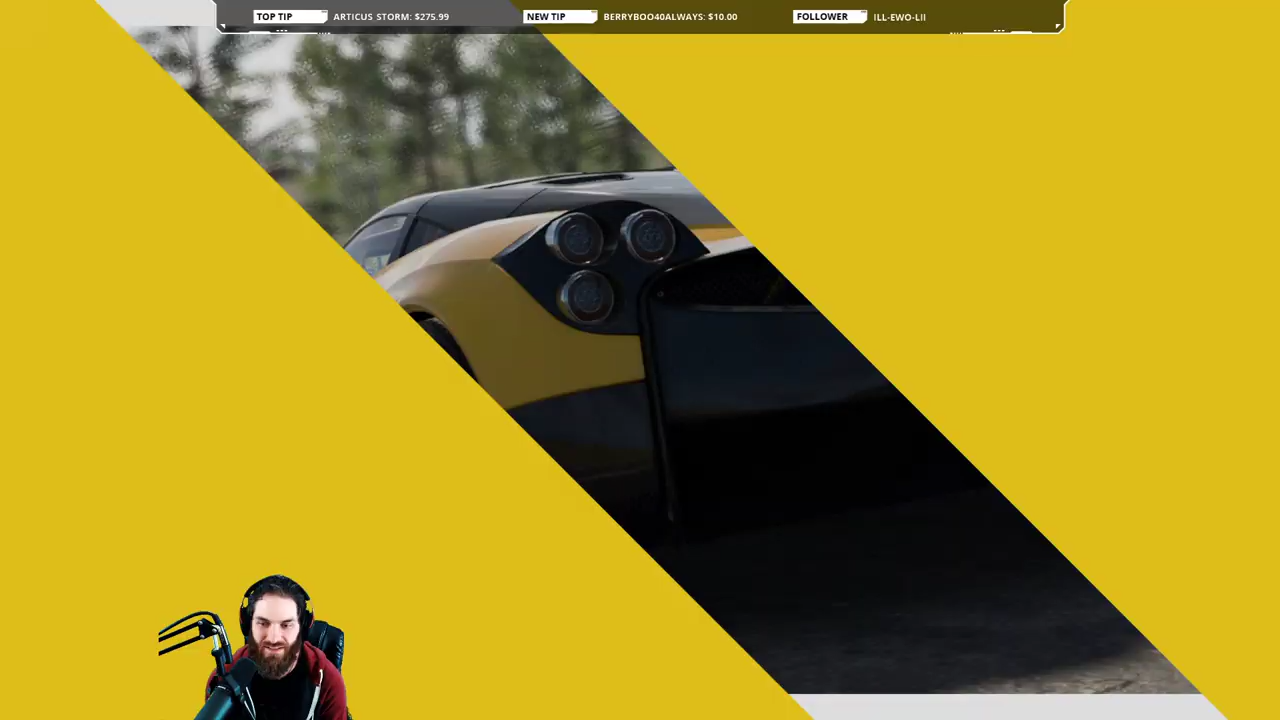 TOP TIP ARTICUS STORM: $275.99 NEW TIP BERRYBOO40ALWAYS: $10.00 FOLLOWER ILL-EWO-LII